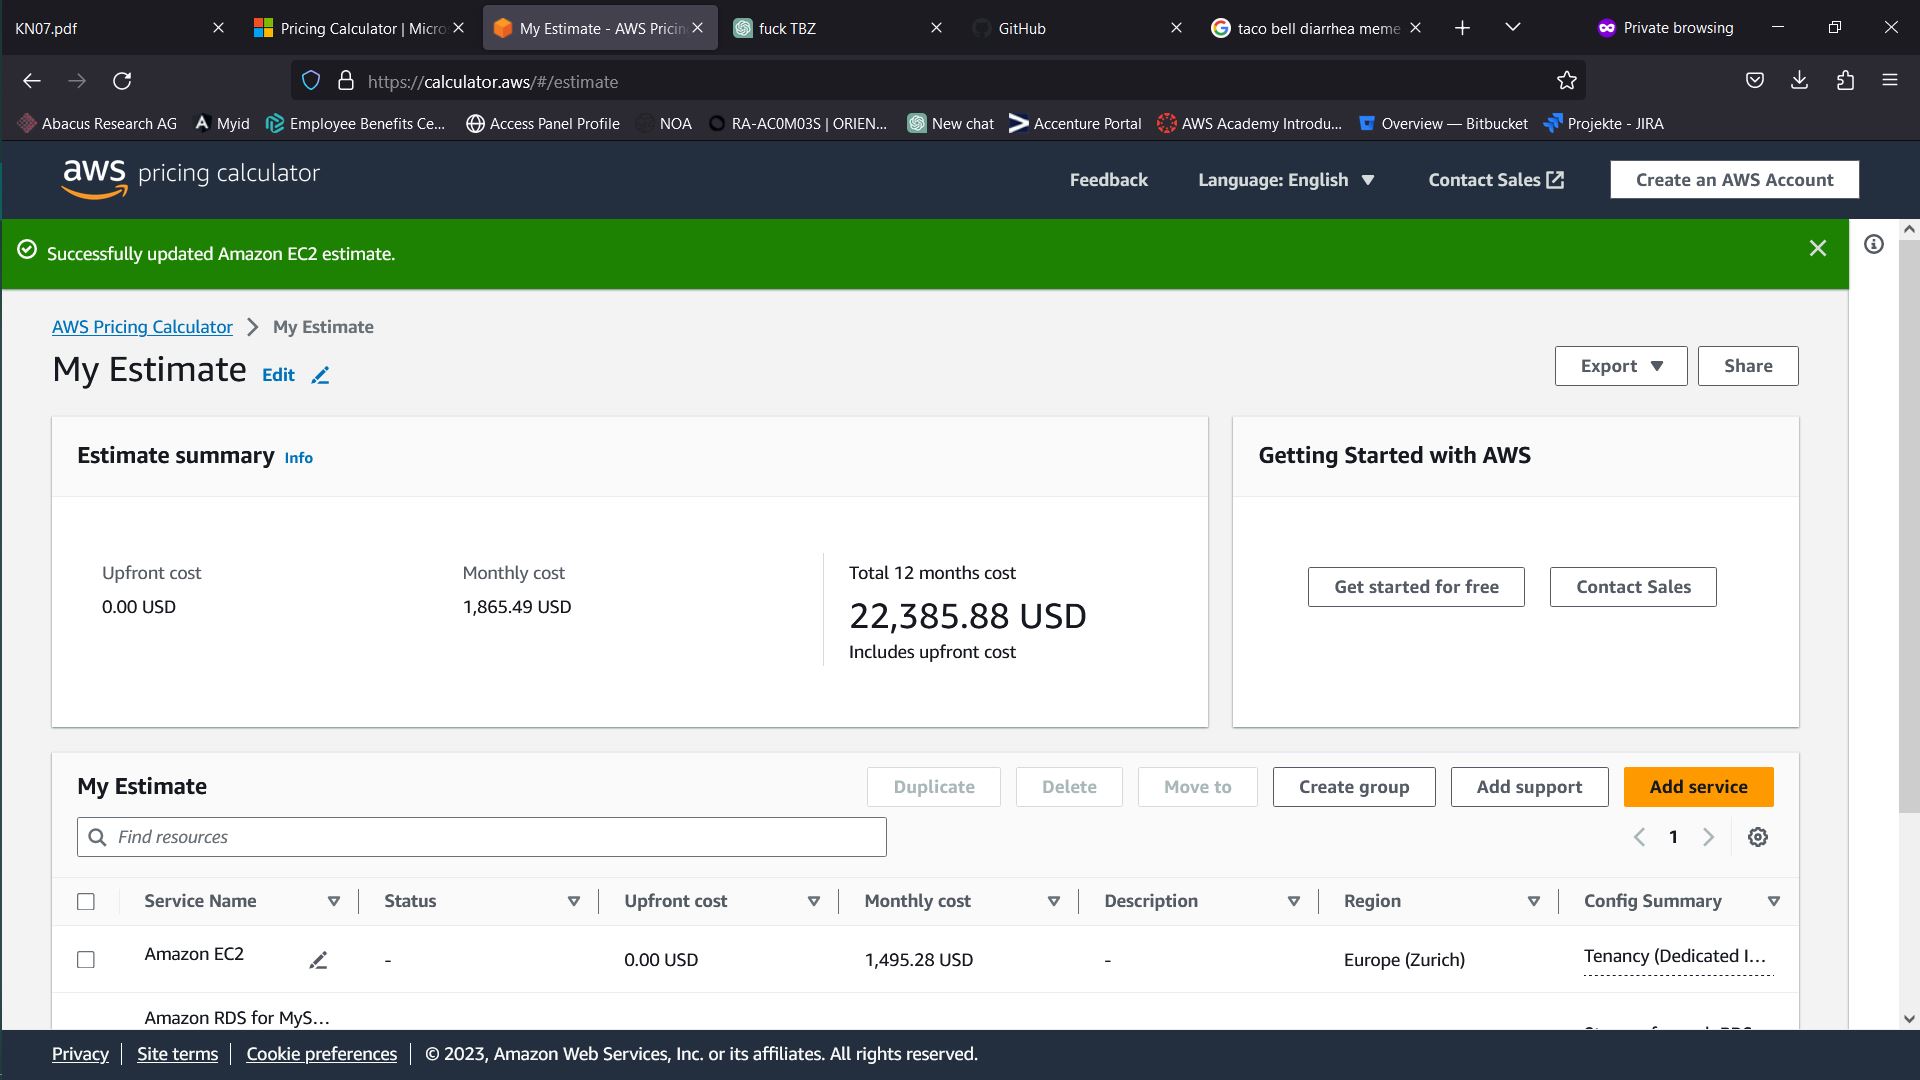 KN07.pdf
Pricing Calculator | Micro
My Estimate - AWS Pricin
fuck TBZ
GitHub
taco bell diarrhea meme
Private browsing
https://calculator.aws/#/estimate
Abacus Research AG
Myid
Employee Benefits Ce...
Access Panel Profile
NOA
RA-AC0M03S | ORIEN...
New chat
Accenture Portal
AWS Academy Introdu...
Overview — Bitbucket
Projekte - JIRA
aws pricing calculator
Feedback
Language: English
Contact Sales
Create an AWS Account
Successfully updated Amazon EC2 estimate.
AWS Pricing Calculator
My Estimate
My Estimate
Edit
Export
Share
Estimate summary
Info
Getting Started with AWS
Upfront cost
Monthly cost
Total 12 months cost
0.00 USD
1,865.49 USD
22,385.88 USD
Includes upfront cost
Get started for free
Contact Sales
My Estimate
Duplicate
Delete
Move to
Create group
Add support
Add service
Find resources
1
Service Name
Status
Upfront cost
Monthly cost
Description
Region
Config Summary
Amazon EC2
-
0.00 USD
1,495.28 USD
-
Europe (Zurich)
Tenancy (Dedicated I...
Amazon RDS for MyS...
Privacy
Site terms
Cookie preferences
© 2023, Amazon Web Services, Inc. or its affiliates. All rights reserved.